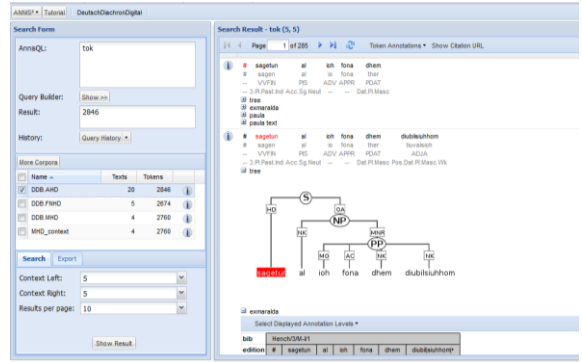 ANNIS² Tutorial DeutschDiachronDigital
Search Form
AnnisQL: tok
Query Builder: Show >>
Result: 2846
History: Query History
More Corpora
Name Texts Tokens
DDB.AHD 20 2846
DDB.FNHD 5 2674
DDB.MHD 4 2760
MHD_context 4 2760
Search Export
Context Left: 5
Context Right: 5
Results per page: 10
Show Result
Search Result - tok (5, 5)
Page 1 of 285 Token Annotations Show Citation URL
# sagetun al ioh fona dhem
# sagen al io fona ther
-- VVFIN PIS ADV APPR PDAT
-- 3.Pl.Past.Ind Acc.Sg.Neut -- -- Dat.Pl.Masc
tree
exmaralda
paula
paula text
# sagetun al ioh fona dhem diubilsiuhhom
# sagen al io fona ther
-- VVFIN PIS ADV APPR PDAT ADJA
-- 3.Pl.Past.Ind Acc.Sg.Neut -- -- Dat.Pl.Masc Pos.Dat.Pl.Masc.Wk
tree
S
HD OA
NP
NK MNR
PP
MO AC NK NK
sagetun al ioh fona dhem diubilsiuhhom
exmaralda
Select Displayed Annotation Levels
bib Hench/3/M-I/1
edition # sagetun al ioh fona dhem diubilsiuhhom